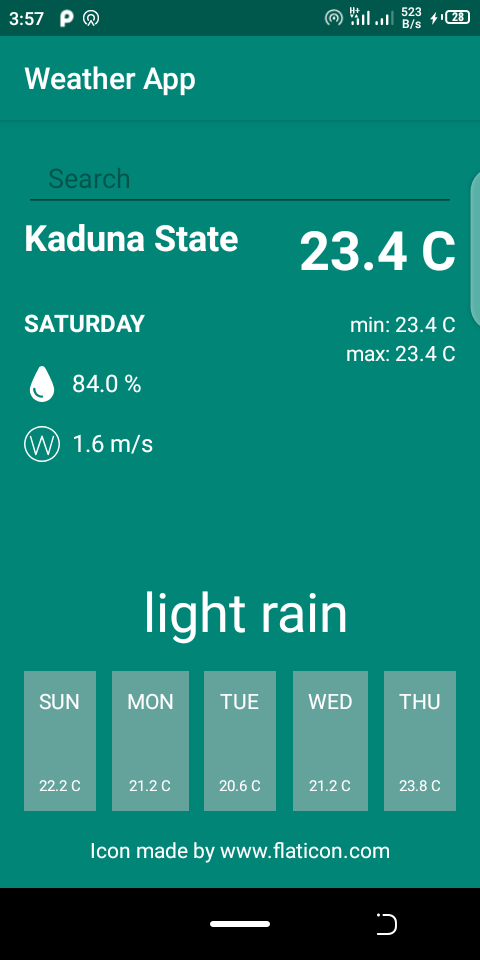 3:57
H+
523 B/s
28
Weather App
Search
Kaduna State
23.4 C
SATURDAY
min: 23.4 C
max: 23.4 C
84.0 %
W
1.6 m/s
light rain
SUN MON TUE WED THU
22.2 C 21.2 C 20.6 C 21.2 C 23.8 C
Icon made by www.flaticon.com